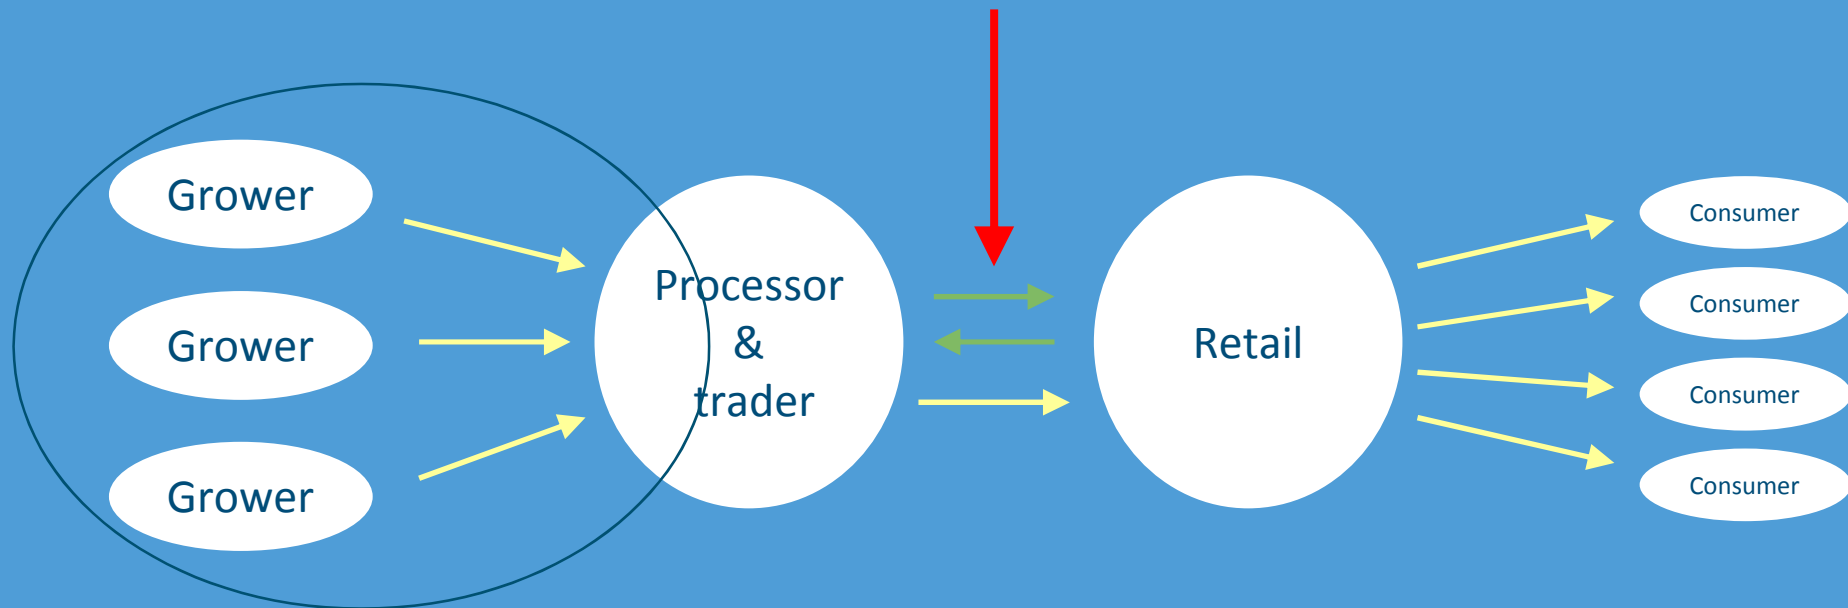 Grower
Grower
Grower
Processor
&
trader
Retail
Consumer
Consumer
Consumer
Consumer